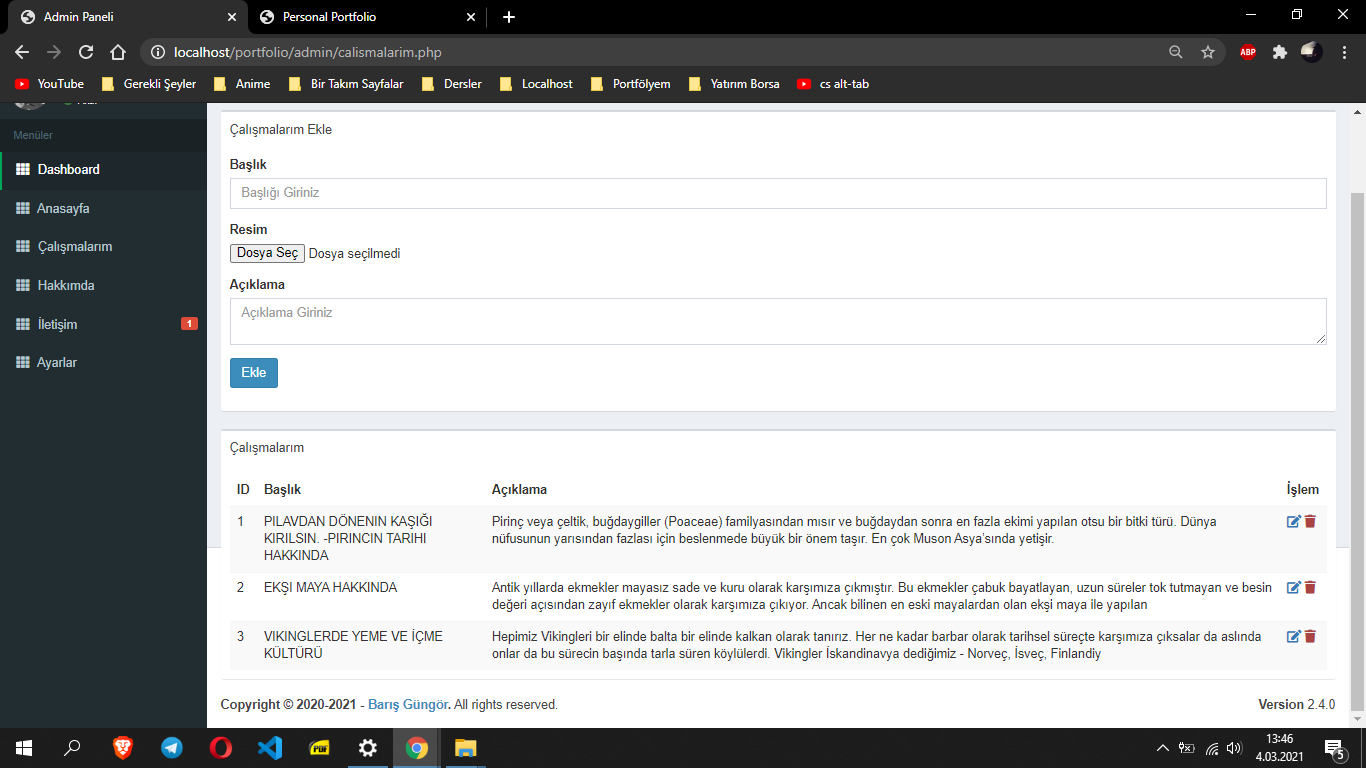 Admin Paneli
Personal Portfolio
localhost/portfolio/admin/calismalarim.php
ABP
YouTube
Gerekli Şeyler
Anime
Bir Takım Sayfalar
Dersler
Localhost
Portfölyem
Yatırım Borsa
cs alt-tab
Menüler
Dashboard
Anasayfa
Çalışmalarım
Hakkımda
İletişim
1
Ayarlar
Çalışmalarım Ekle
Başlık
Başlığı Giriniz
Resim
Dosya Seç Dosya seçilmedi
Açıklama
Açıklama Giriniz
Ekle
Çalışmalarım
ID Başlık Açıklama İşlem
1 PILAVDAN DÖNENIN KAŞIĞI KIRILSIN. -PIRINCIN TARIHI HAKKINDA
Pirinç veya çeltik, buğdaygiller (Poaceae) familyasından mısır ve buğdaydan sonra en fazla ekimi yapılan otsu bir bitki türü. Dünya
nüfusunun yarısından fazlası için beslenmede büyük bir önem taşır. En çok Muson Asya’sında yetişir.
2 EKŞI MAYA HAKKINDA
Antik yıllarda ekmekler mayasız sade ve kuru olarak karşımıza çıkmıştır. Bu ekmekler çabuk bayatlayan, uzun süreler tok tutmayan ve besin
değeri açısından zayıf ekmekler olarak karşımıza çıkıyor. Ancak bilinen en eski mayalardan olan ekşi maya ile yapılan
3 VIKINGLERDE YEME VE İÇME KÜLTÜRÜ
Hepimiz Vikingleri bir elinde balta bir elinde kalkan olarak tanırız. Her ne kadar barbar olarak tarihsel süreçte karşımıza çıksalar da aslında
onlar da bu sürecin başında tarla süren köylülerdi. Vikingler İskandinavya dediğimiz - Norveç, İsveç, Finlandiy
Copyright © 2020-2021 - Barış Güngör. All rights reserved.
Version 2.4.0
PDF
13:46
4.03.2021
5